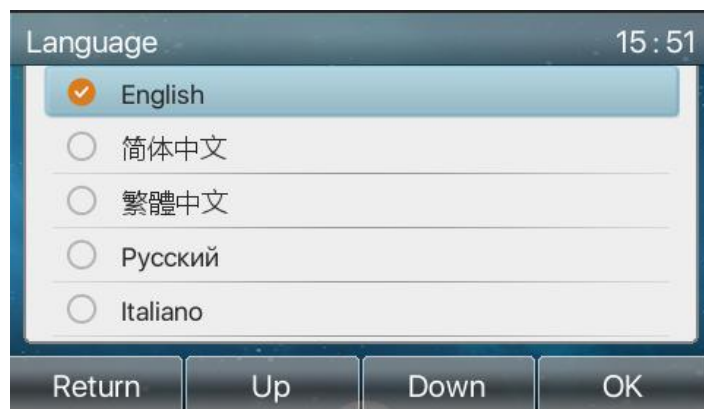 Language 15:51
English
简体中文
繁體中文
Русский
Italiano
Return Up Down OK